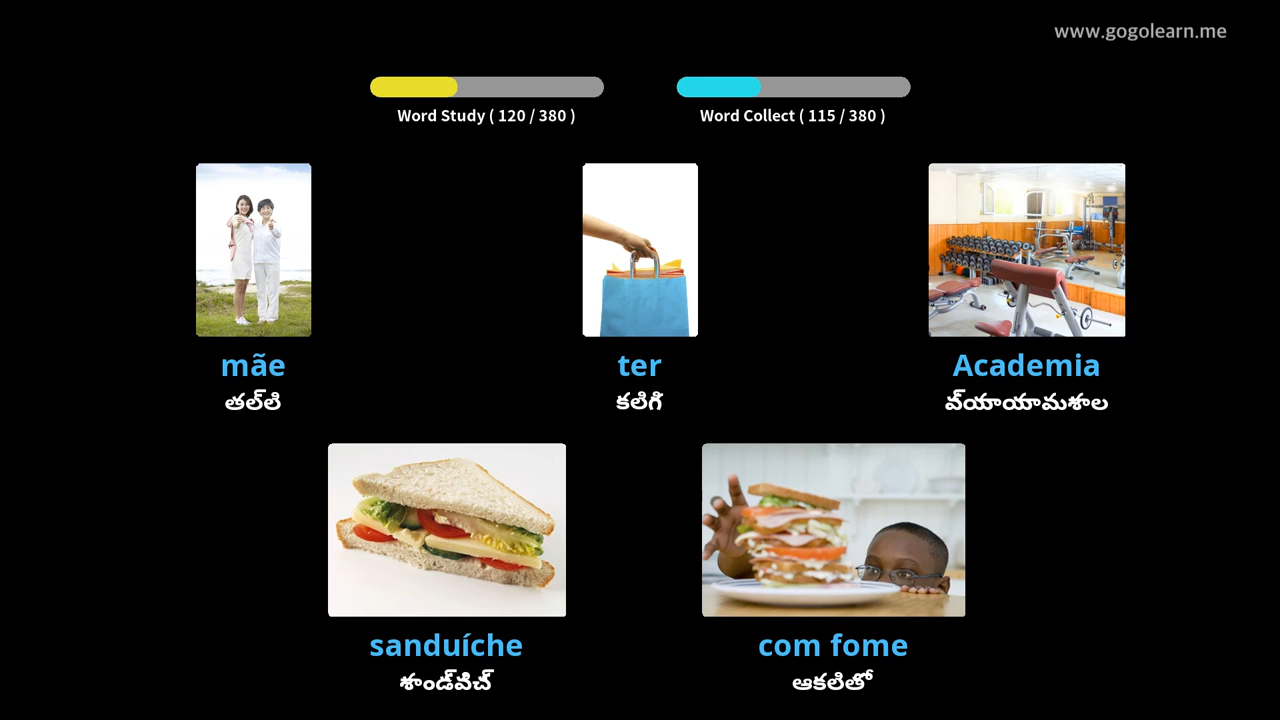 www.gogolearn.me
Word Study ( 120 / 380 )
Word Collect ( 115 / 380 )
mãe
తల్‌లి
ter
కలిగి
Academia
వ్‌యాయామశాల
sanduíche
శాండ్‌విచ్
com fome
ఆకలితో